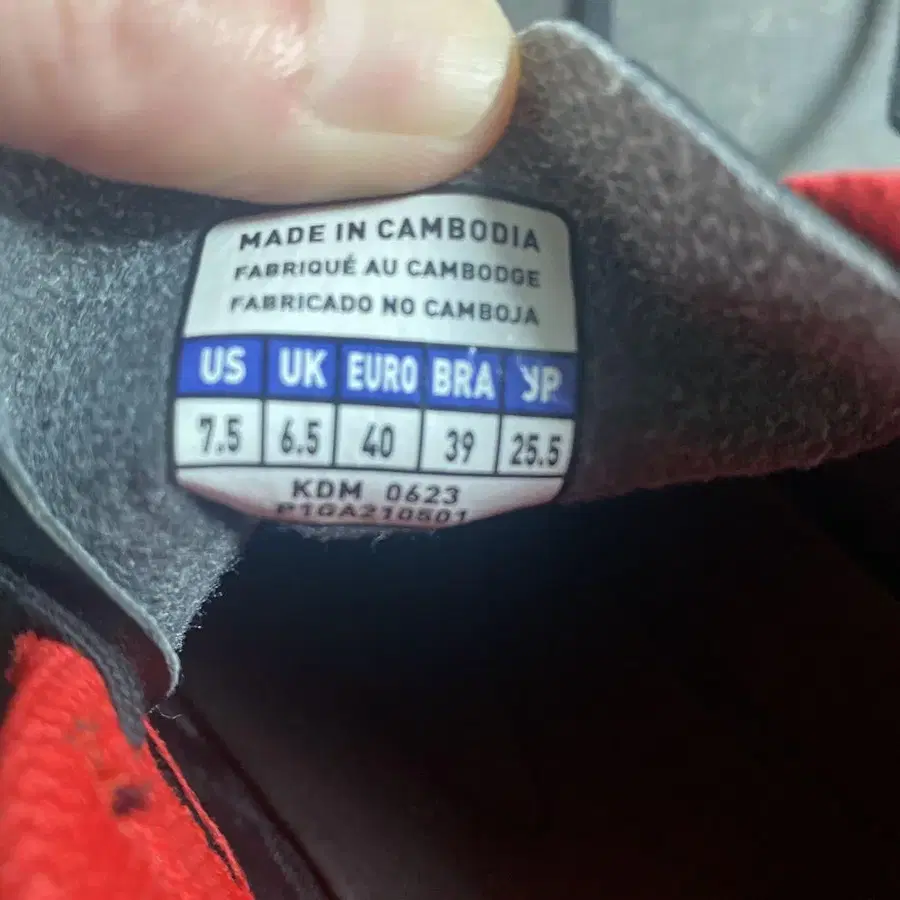 MADE IN CAMBODIA
FABRIQUÉ AU CAMBODGE
FABRICADO NO CAMBOJA
US UK EURO BRA JP
7.5 6.5 40 39 25.5
KDM 0623
P1GA210501